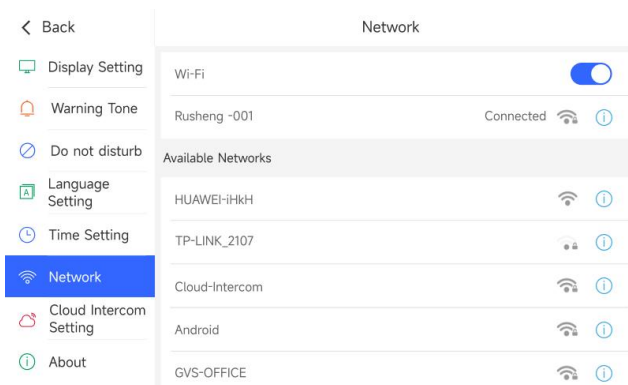 Back
Network
Display Setting
Warning Tone
Do not disturb
Language
Setting
Time Setting
Network
Cloud Intercom
Setting
About
Wi-Fi
Rusheng -001 Connected
Available Networks
HUAWEI-iHkH
TP-LINK_2107
Cloud-Intercom
Android
GVS-OFFICE